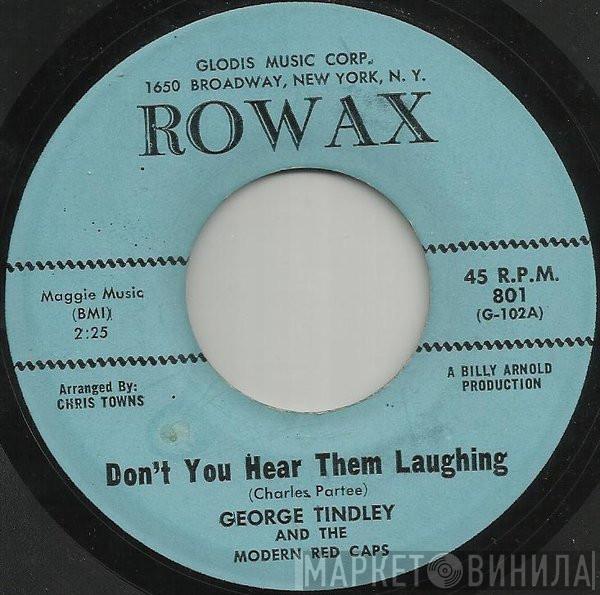 GLODIS MUSIC CORP.
1650 BROADWAY, NEW YORK, N. Y.
ROWAX
Maggie Music
(BMI)
2:25
45 R.P.M.
801
(G-102A)
Arranged By:
CHRIS TOWNS
A BILLY ARNOLD
PRODUCTION
Don't You Hear Them Laughing
(Charles Partee)
GEORGE TINDLEY
AND THE
MODERN RED CAPS
МАРКЕТ ВИНИЛА